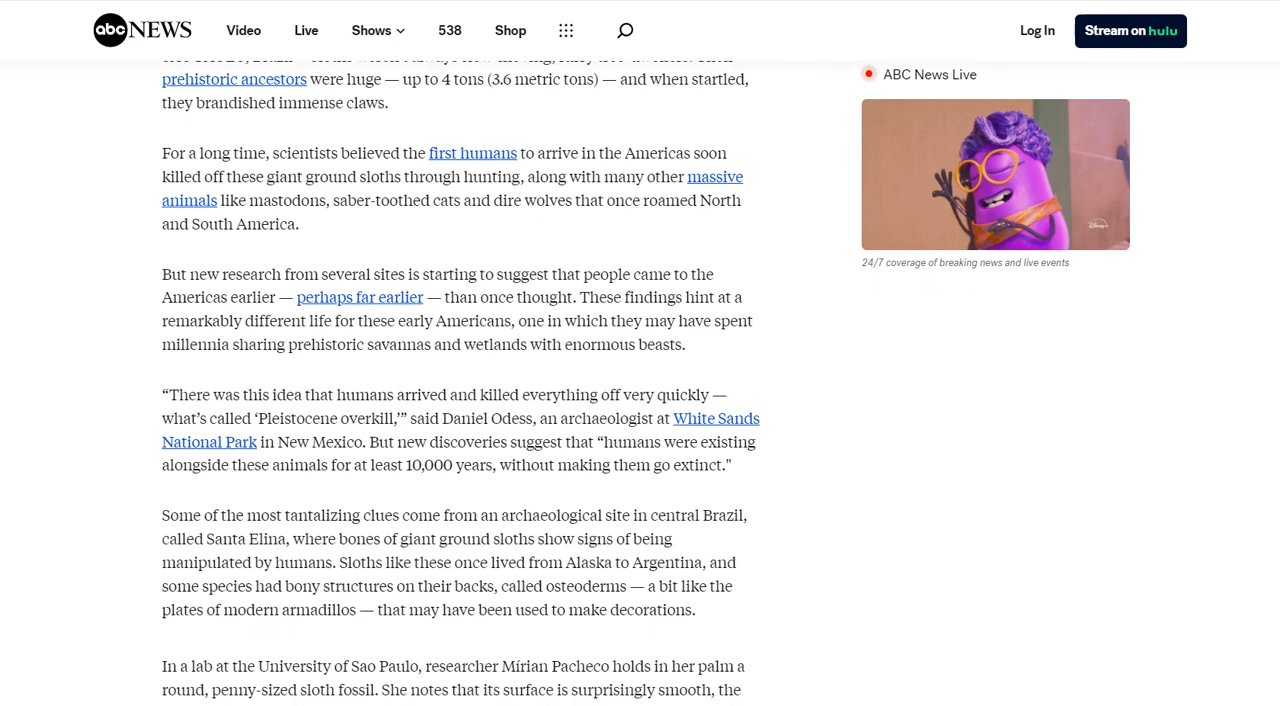 abc NEWS Video Live Shows 538 Shop Log In Stream on hulu
prehistoric ancestors were huge — up to 4 tons (3.6 metric tons) — and when startled,
they brandished immense claws.
For a long time, scientists believed the first humans to arrive in the Americas soon
killed off these giant ground sloths through hunting, along with many other massive
animals like mastodons, saber-toothed cats and dire wolves that once roamed North
and South America.
But new research from several sites is starting to suggest that people came to the
Americas earlier — perhaps far earlier — than once thought. These findings hint at a
remarkably different life for these early Americans, one in which they may have spent
millennia sharing prehistoric savannas and wetlands with enormous beasts.
“There was this idea that humans arrived and killed everything off very quickly —
what’s called ‘Pleistocene overkill,’” said Daniel Odess, an archaeologist at White Sands
National Park in New Mexico. But new discoveries suggest that “humans were existing
alongside these animals for at least 10,000 years, without making them go extinct."
Some of the most tantalizing clues come from an archaeological site in central Brazil,
called Santa Elina, where bones of giant ground sloths show signs of being
manipulated by humans. Sloths like these once lived from Alaska to Argentina, and
some species had bony structures on their backs, called osteoderms — a bit like the
plates of modern armadillos — that may have been used to make decorations.
In a lab at the University of Sao Paulo, researcher Mírian Pacheco holds in her palm a
round, penny-sized sloth fossil. She notes that its surface is surprisingly smooth, the
ABC News Live
Disney+
24/7 coverage of breaking news and live events